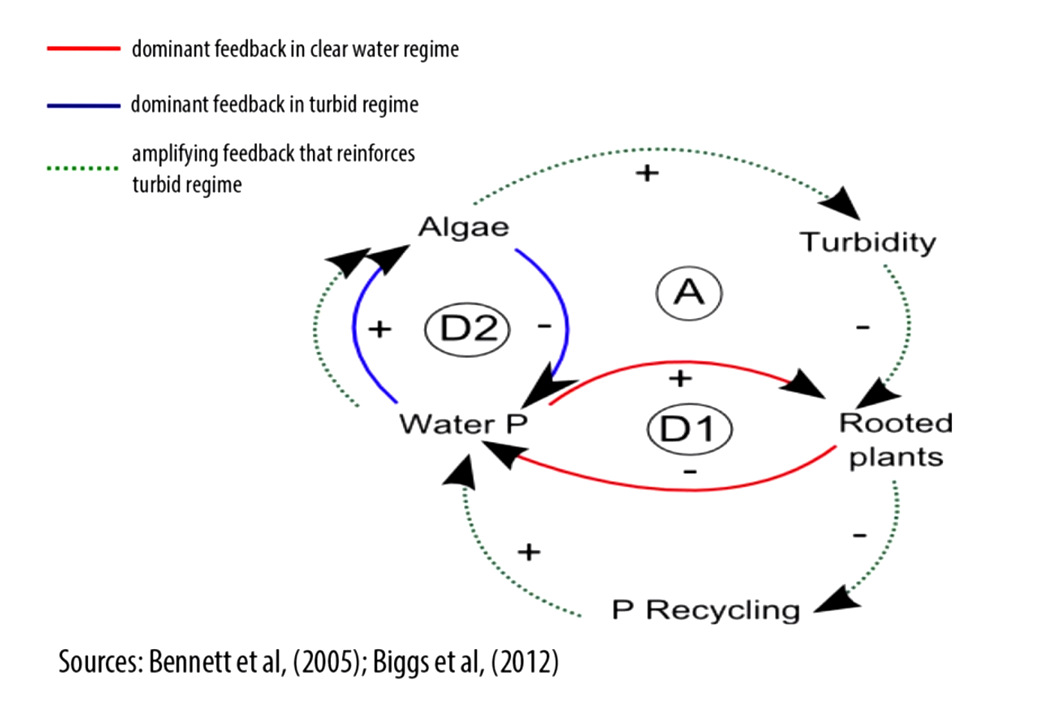 dominant feedback in clear water regime
dominant feedback in turbid regime
amplifying feedback that reinforces
turbid regime
+
Algae
Turbidity
A
+
D2
-
-
+
Water P
D1
Rooted
plants
-
-
+
P Recycling
Sources: Bennett et al, (2005); Biggs et al, (2012)